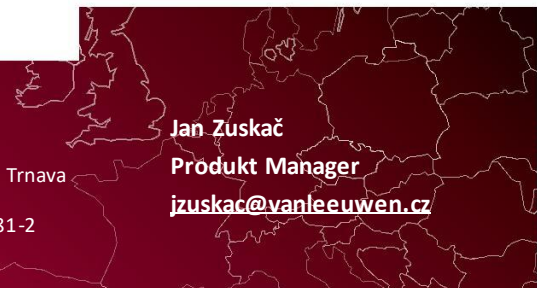 Jan Zuskač
Produkt Manager
jzuskac@vanleeuwen.cz
Trnava
31-2